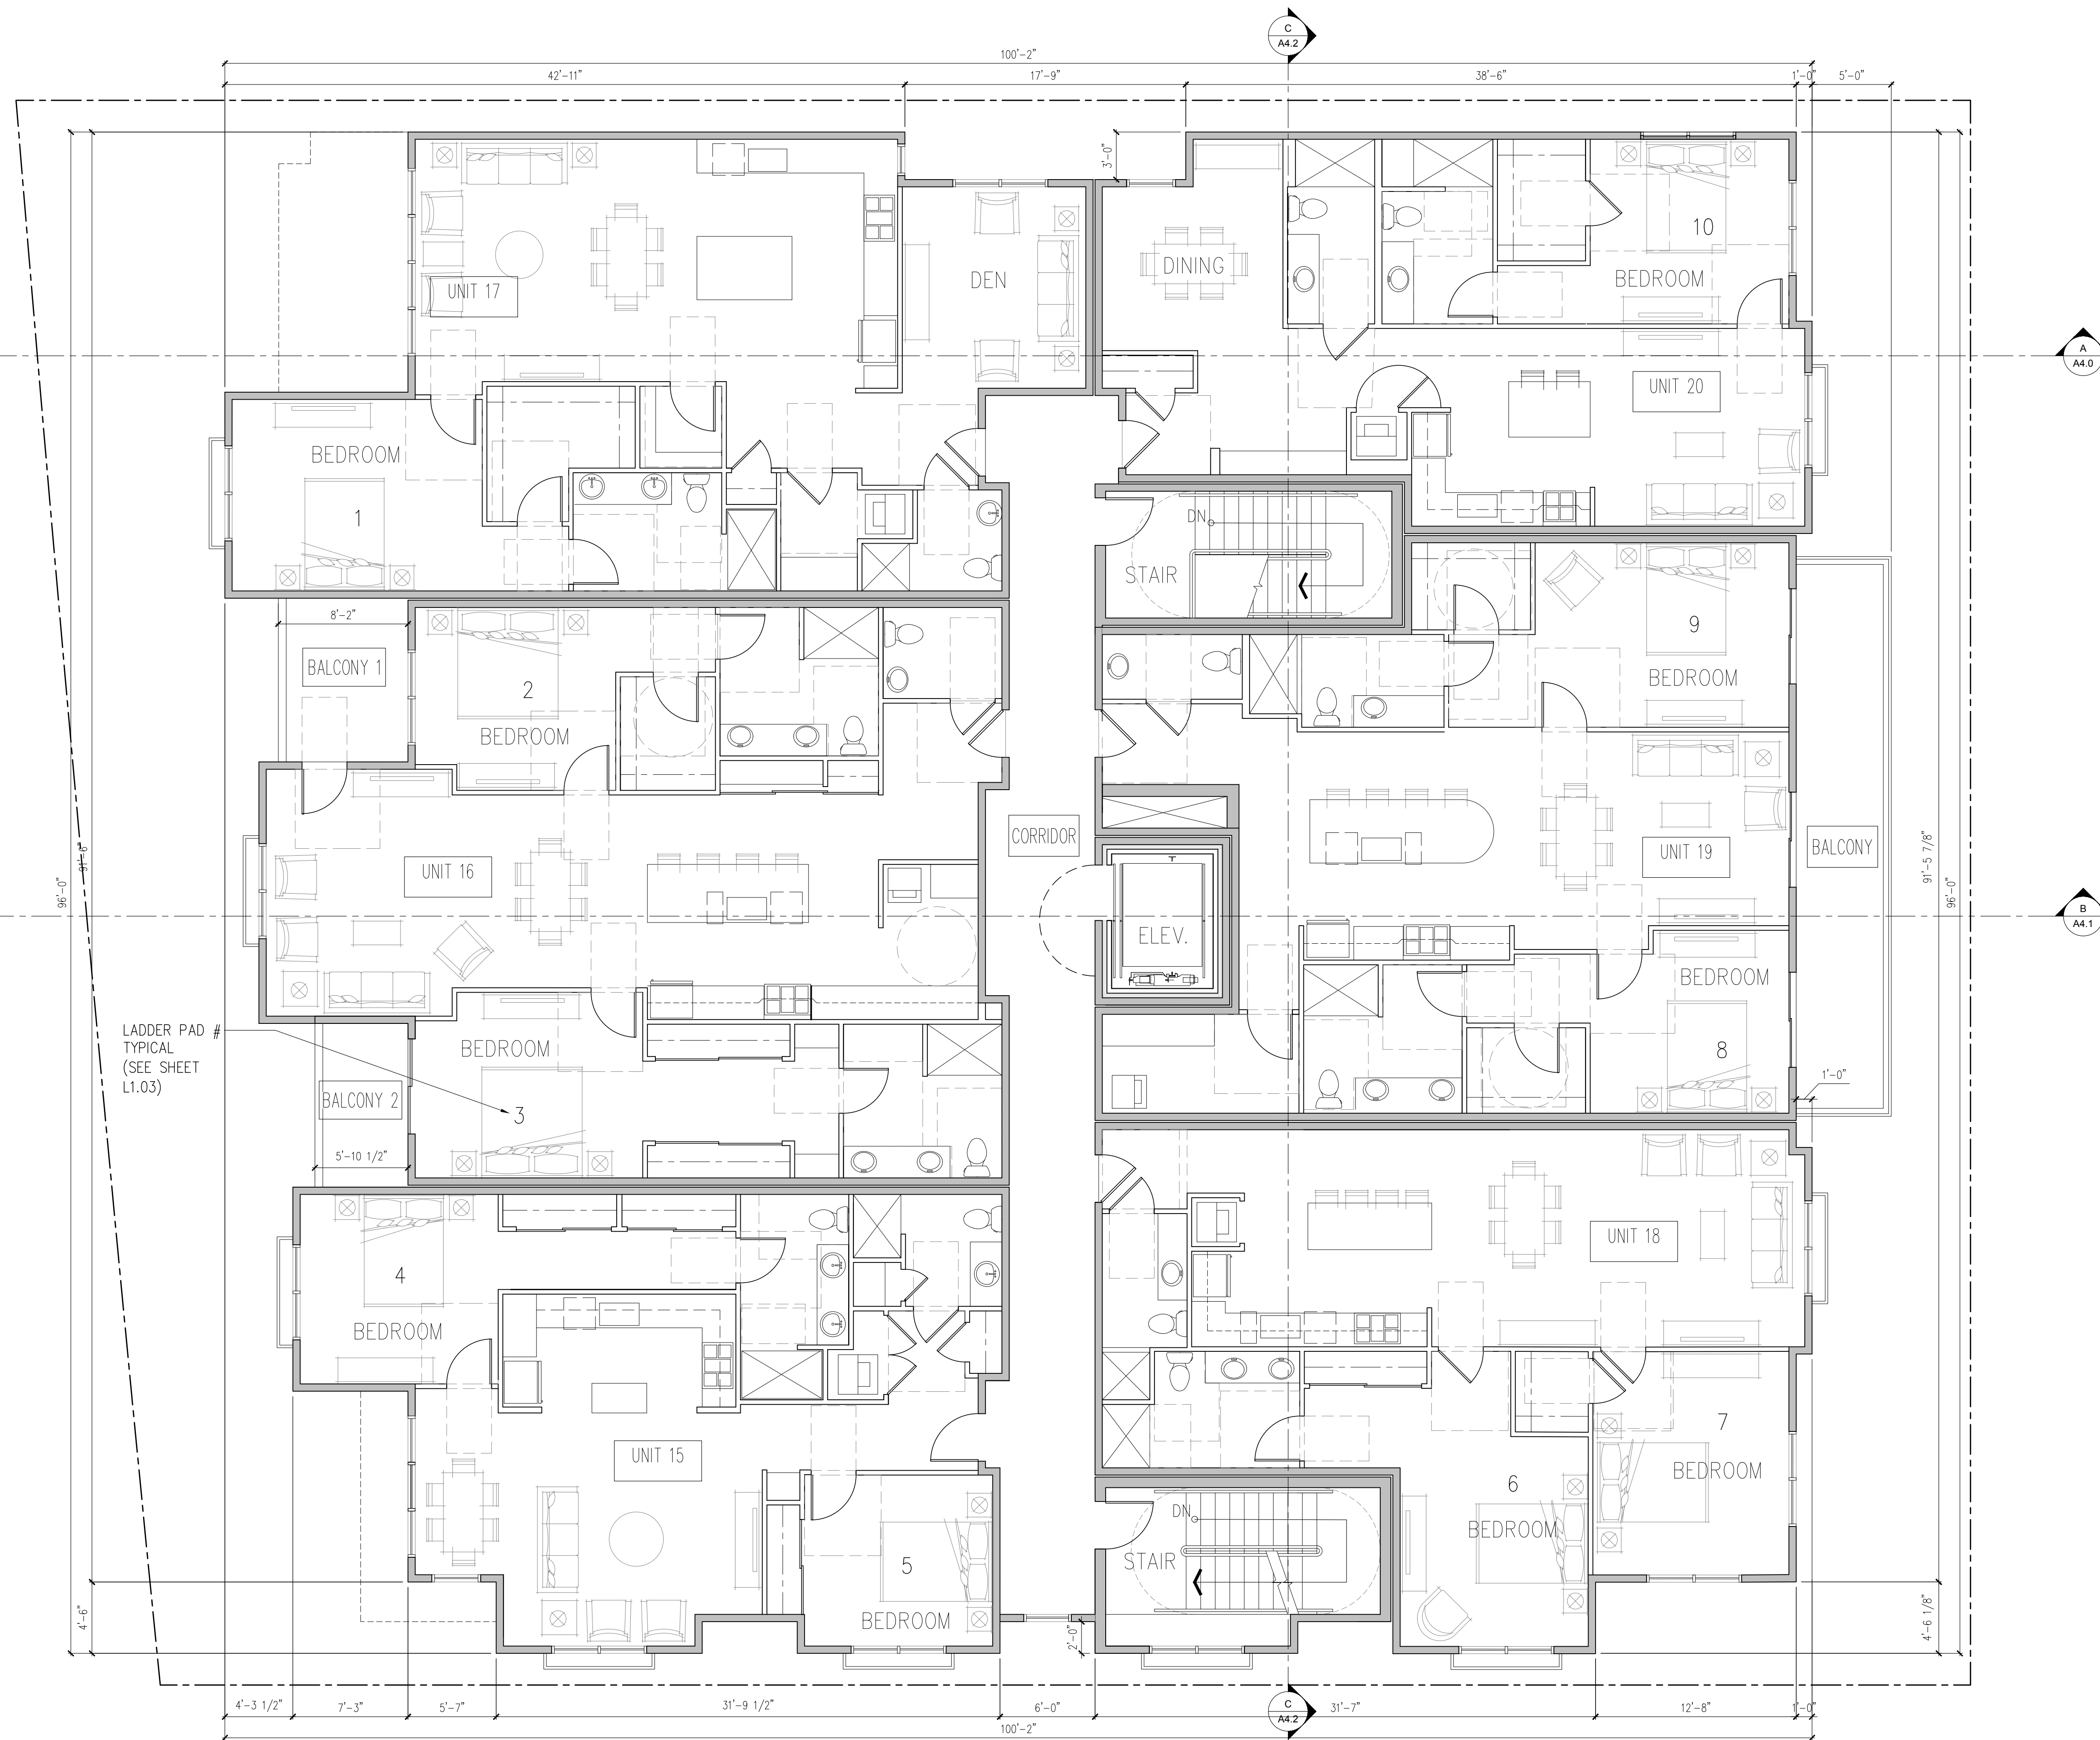 C
A4.2
100'-2"
42'-11"
17'-9"
38'-6"
1'-0"
5'-0"
3'-0"
10
DEN
DINING
BEDROOM
UNIT 17
A
A4.0
UNIT 20
BEDROOM
1
DN.
STAIR
8'-2"
9
BALCONY 1
2
BEDROOM
BEDROOM
CORRIDOR
UNIT 16
UNIT 19
BALCONY
91'-6"
96'-0"
91'-5 7/8"
96'-0"
B
A4.1
ELEV.
BEDROOM
LADDER PAD #
TYPICAL
(SEE SHEET
L1.03)
BEDROOM
8
1'-0"
BALCONY 2
3
5'-10 1/2"
UNIT 18
4
BEDROOM
7
UNIT 15
BEDROOM
6
DN.
BEDROOM
STAIR
5
BEDROOM
4'-6"
2'-0"
4'-6 1/8"
4'-3 1/2"
7'-3"
5'-7"
31'-9 1/2"
6'-0"
C
A4.2
31'-7"
12'-8"
1'-0"
100'-2"